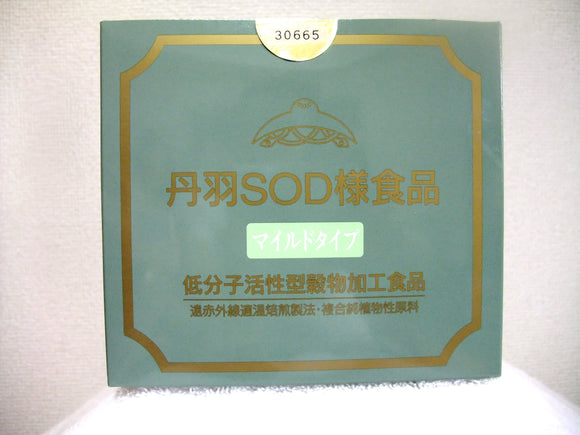 30665
丹羽SOD様食品
マイルドタイプ
低分子活性型穀物加工食品
遠赤外線適温焙煎製法・複合純植物性原料